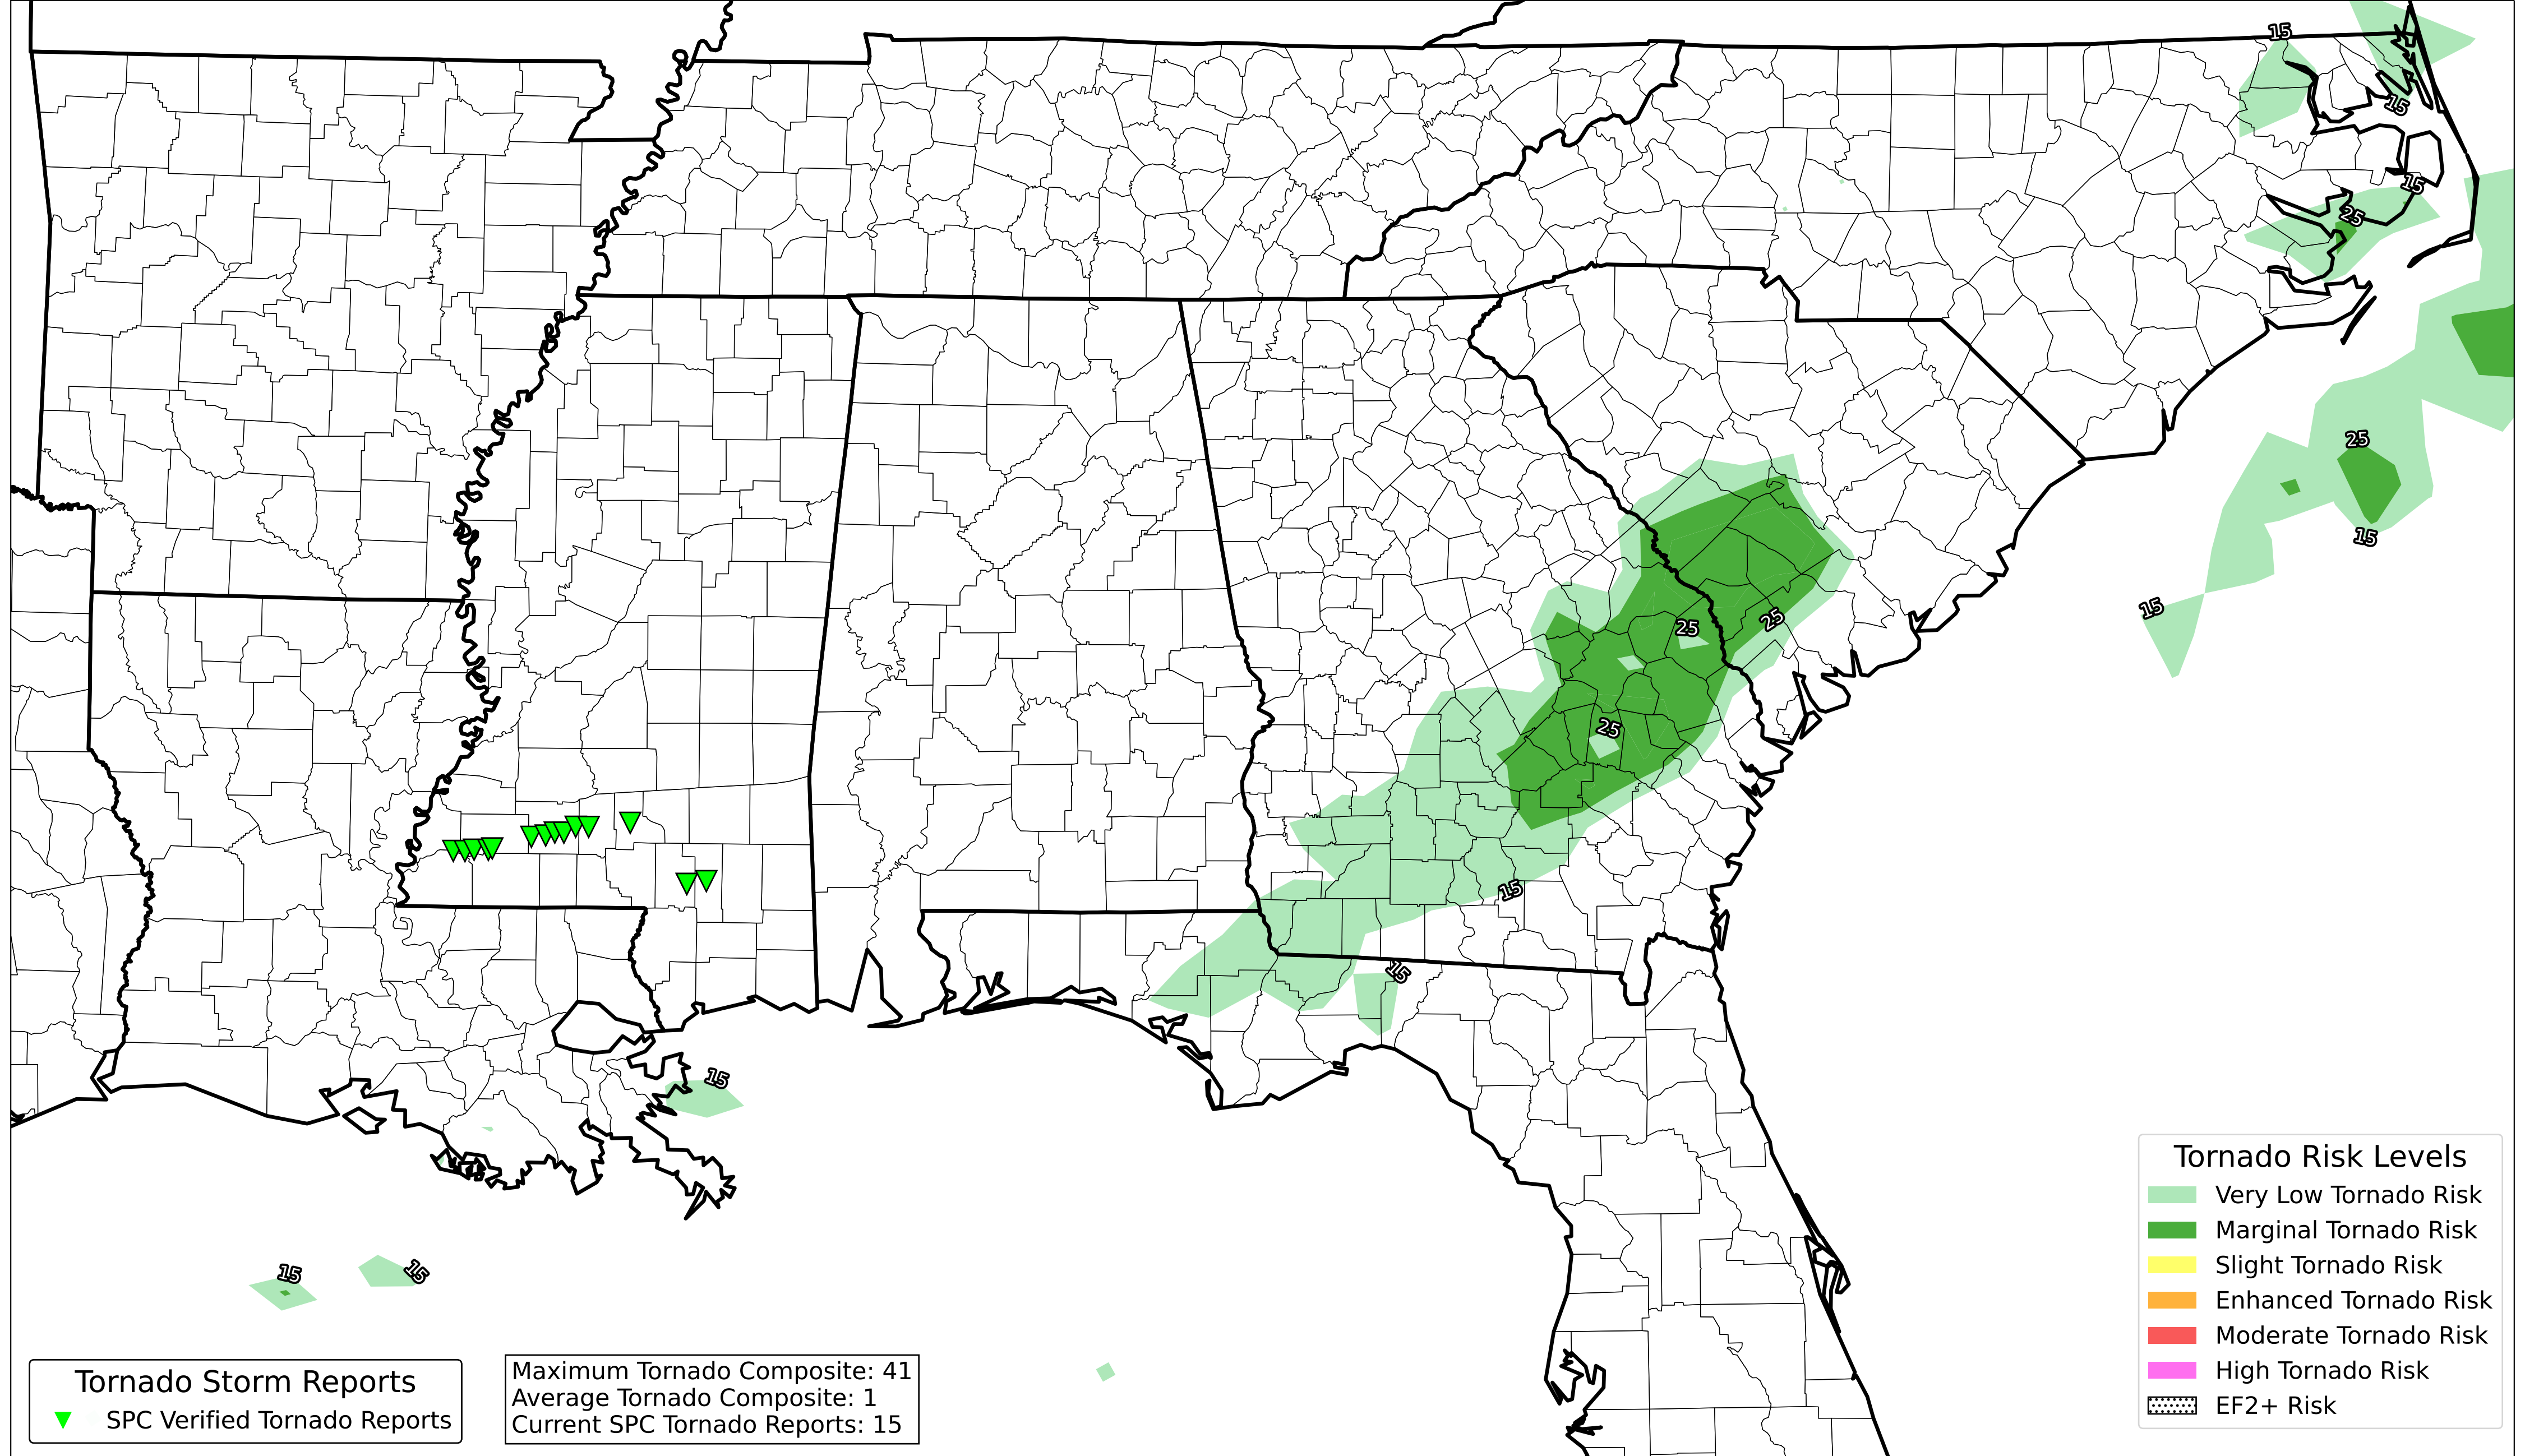 15
15
15
25
25
15
15
25
25
25
15
15
15
15
15
Tornado Risk Levels
Very Low Tornado Risk
Marginal Tornado Risk
Slight Tornado Risk
Enhanced Tornado Risk
Moderate Tornado Risk
High Tornado Risk
EF2+ Risk
Tornado Storm Reports
SPC Verified Tornado Reports
Maximum Tornado Composite: 41
Average Tornado Composite: 1
Current SPC Tornado Reports: 15